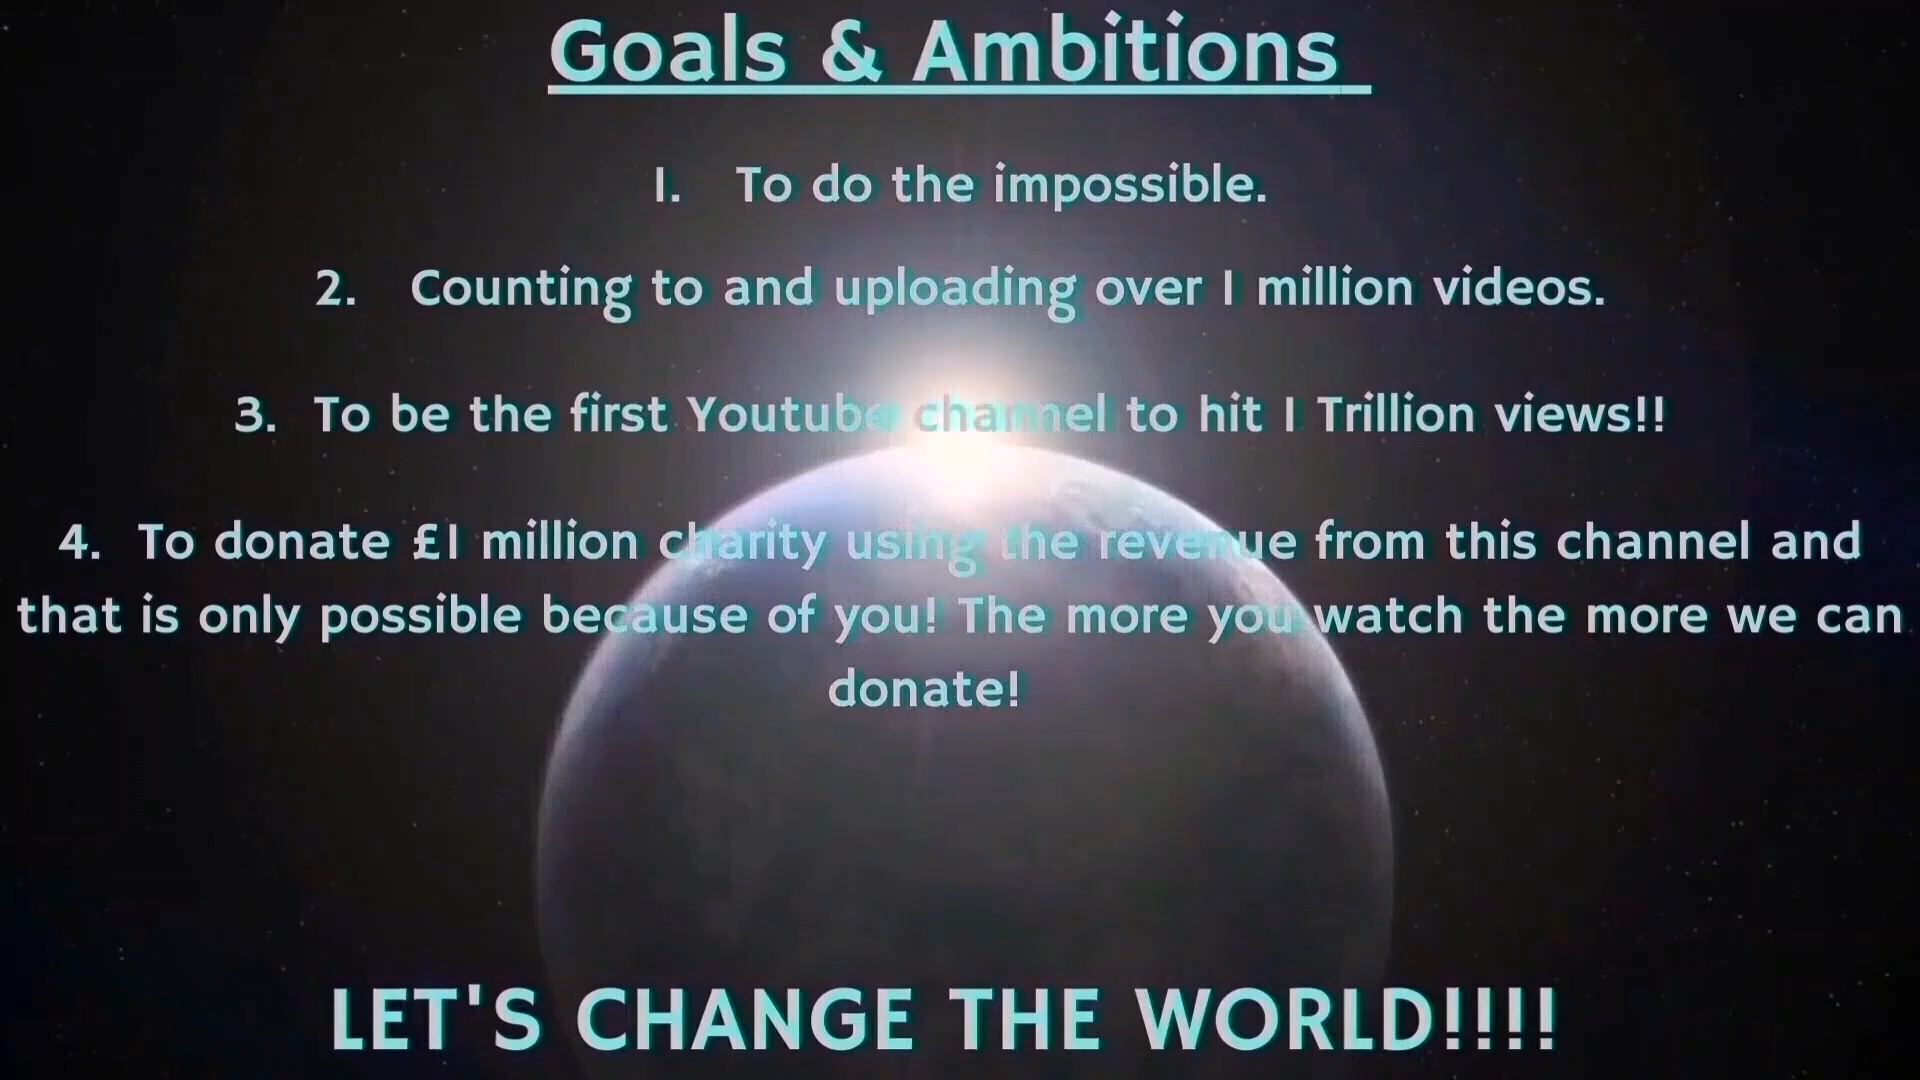 Goals & Ambitions
1. To do the impossible.
2. Counting to and uploading over 1 million videos.
3. To be the first Youtube channel to hit 1 Trillion views!!
4. To donate £1 million charity using the revenue from this channel and
that is only possible because of you! The more you watch the more we can
donate!
LET'S CHANGE THE WORLD!!!!